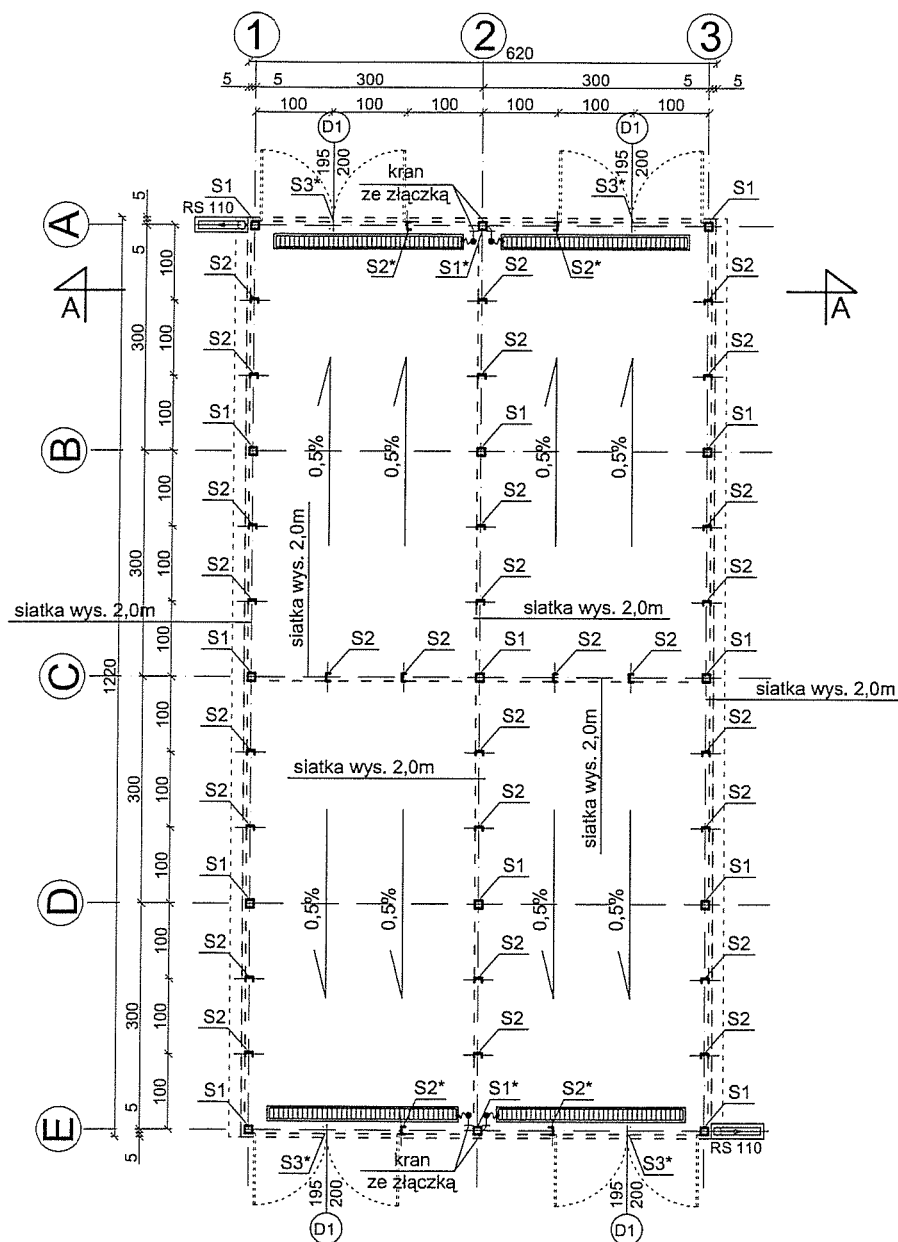 1 2 3
620
5 5 300 300 5 5
100 100 100 100 100 100
D1 D1
195 200 195 200
kran
ze złączką
S1 S3* S3* S1
RS 110
A
5
5
S2* S1* S2*
S2 S2 S2
A A
100
300
100
S2 S2 S2
100
S1 S1 S1
B
0,5% 0,5% 0,5% 0,5%
100
S2 S2 S2
300
100
S2 S2 S2
siatka wys. 2,0m
siatka wys. 2,0m
siatka wys. 2,0m
100
S1 S2 S2 S1 S2 S2 S1
C
1220
siatka wys. 2,0m
siatka wys. 2,0m
100
S2 S2 S2
siatka wys. 2,0m
300
100
S2 S2 S2
100
S1 S1 S1
D
0,5% 0,5% 0,5% 0,5%
100
S2 S2 S2
300
100
S2 S2 S2
100
S1 S2* S1* S2* S1
5
E
5
RS 110
S3* kran S3*
ze złączką
195 200 195 200
D1 D1